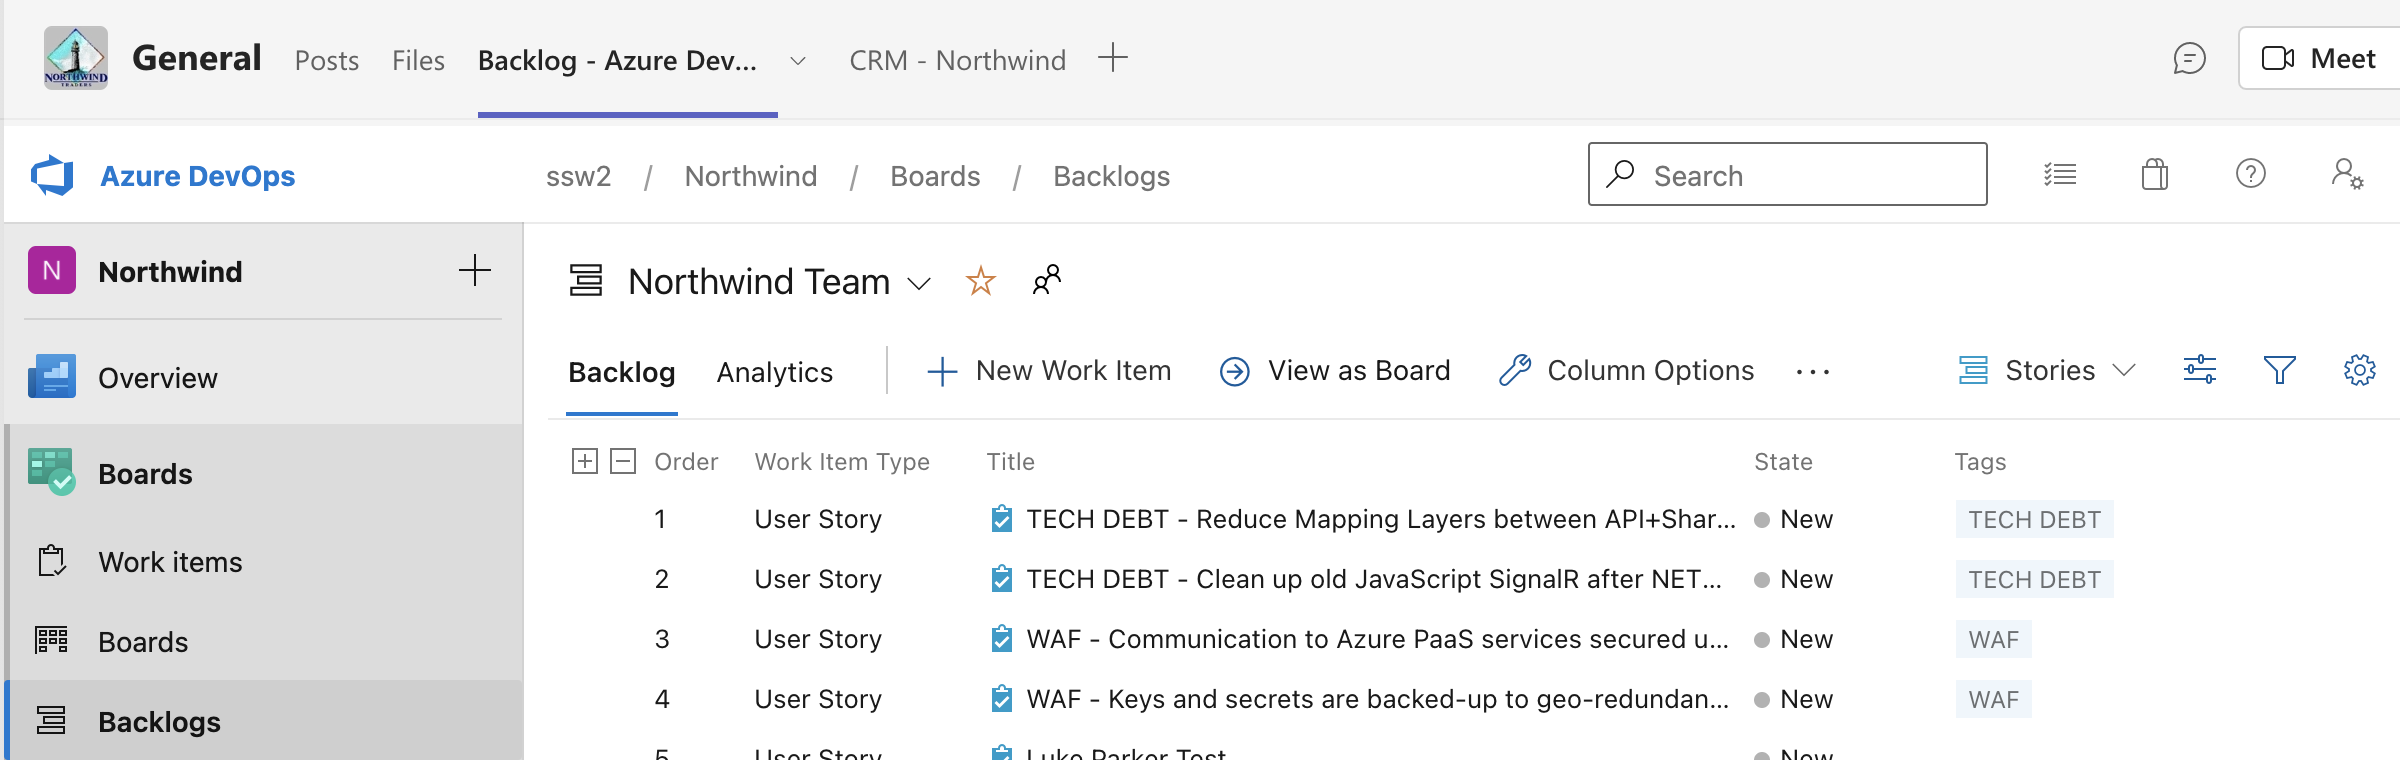 NORTHWIND
TRADERS
General Posts Files Backlog - Azure Dev... CRM - Northwind Meet
Azure DevOps ssw2 / Northwind / Boards / Backlogs Search
N Northwind
Northwind Team
Overview
Backlog Analytics New Work Item View as Board Column Options ... Stories
Order Work Item Type Title State Tags
Boards
1 User Story TECH DEBT - Reduce Mapping Layers between API+Shar... New TECH DEBT
Work items
2 User Story TECH DEBT - Clean up old JavaScript SignalR after NET... New TECH DEBT
Boards
3 User Story WAF - Communication to Azure PaaS services secured u... New WAF
Backlogs
4 User Story WAF - Keys and secrets are backed-up to geo-redundan... New WAF
5 User Story Luke Parker Test New